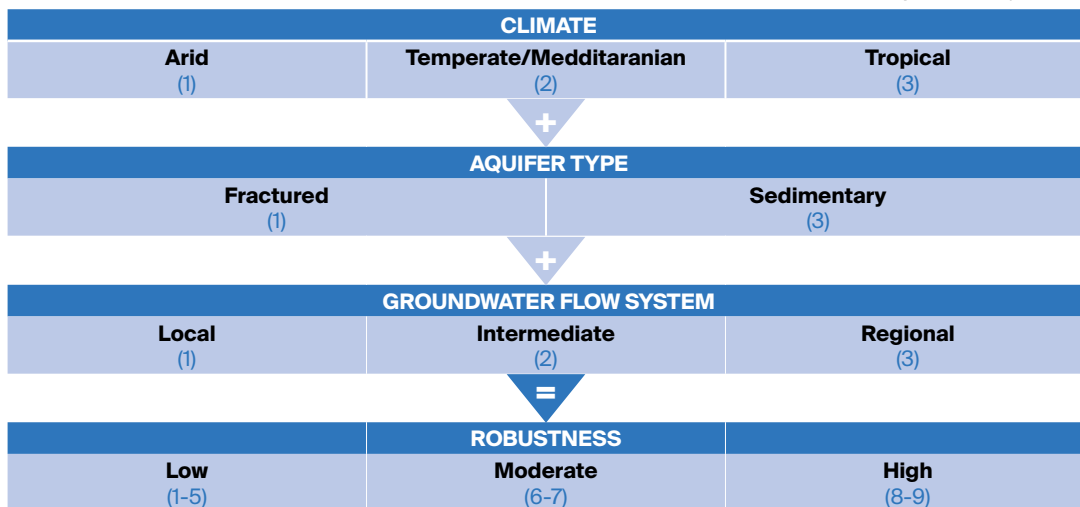 CLIMATE
Arid Temperate/Medditaranian Tropical
(1) (2) (3)
+
AQUIFER TYPE
Fractured Sedimentary
(1) (3)
+
GROUNDWATER FLOW SYSTEM
Local Intermediate Regional
(1) (2) (3)
=
ROBUSTNESS
Low Moderate High
(1-5) (6-7) (8-9)